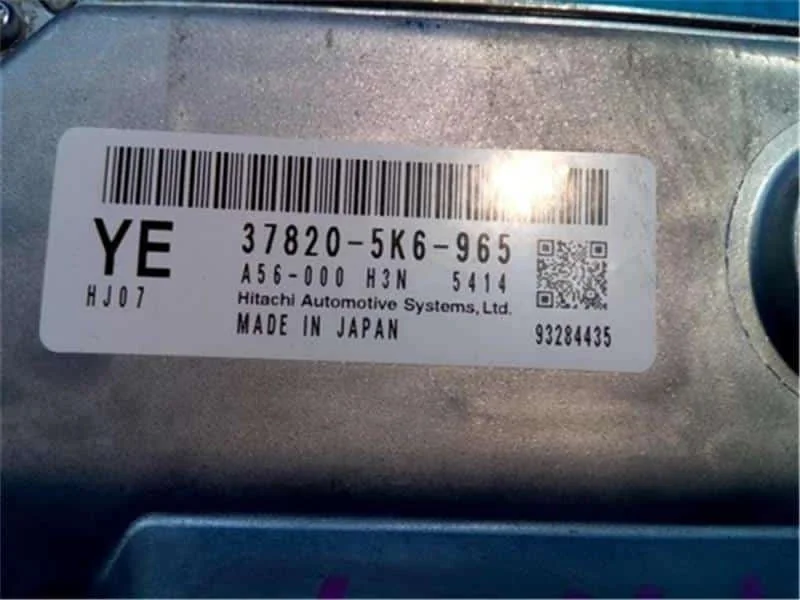 YE
37820-5K6-965
A56-000 H3N 5414
HJ07
Hitachi Automotive Systems, Ltd.
MADE IN JAPAN
93284435